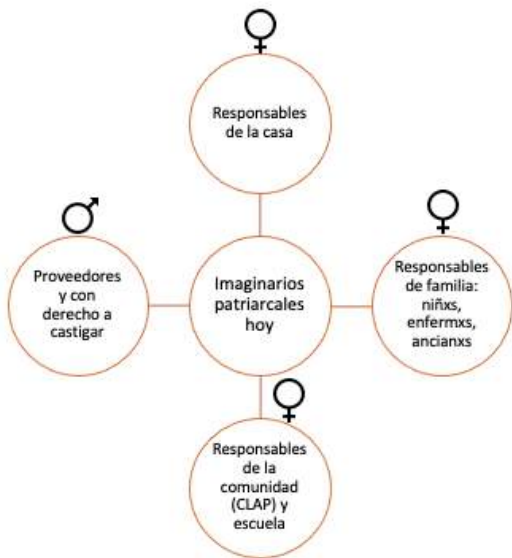 Responsables
de la casa
Proveedores
y con
derecho a
castigar
Imaginarios
patriarcales
hoy
Responsables
de familia:
niñxs,
enfermxs,
ancianxs
Responsables
de la
comunidad
(CLAP) y
escuela